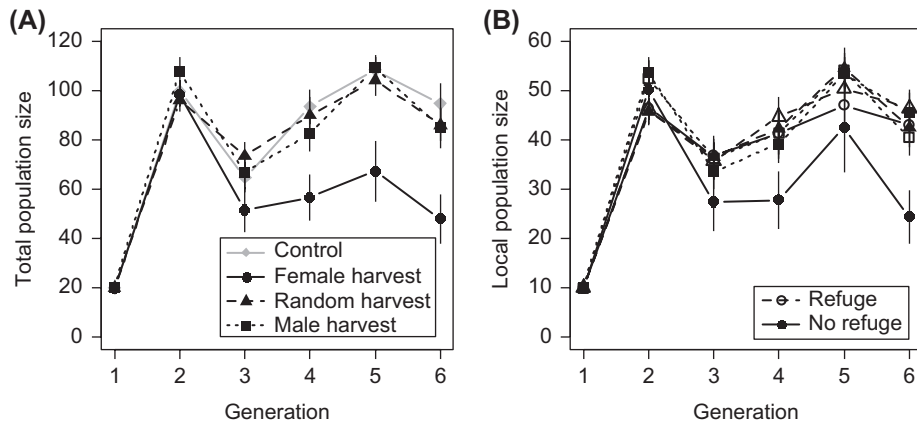 (A)
Total population size
120
100
80
60
40
20
0
Control
Female harvest
Random harvest
Male harvest
1 2 3 4 5 6
Generation
(B)
Local population size
60
50
40
30
20
10
0
Refuge
No refuge
1 2 3 4 5 6
Generation